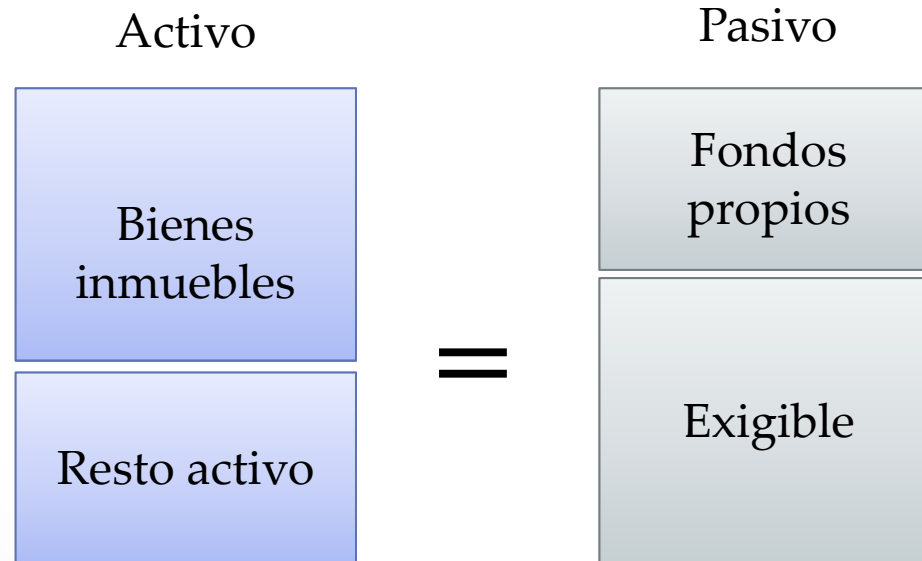 Activo
Pasivo
Bienes
inmuebles
Resto activo
=
Fondos
propios
Exigible